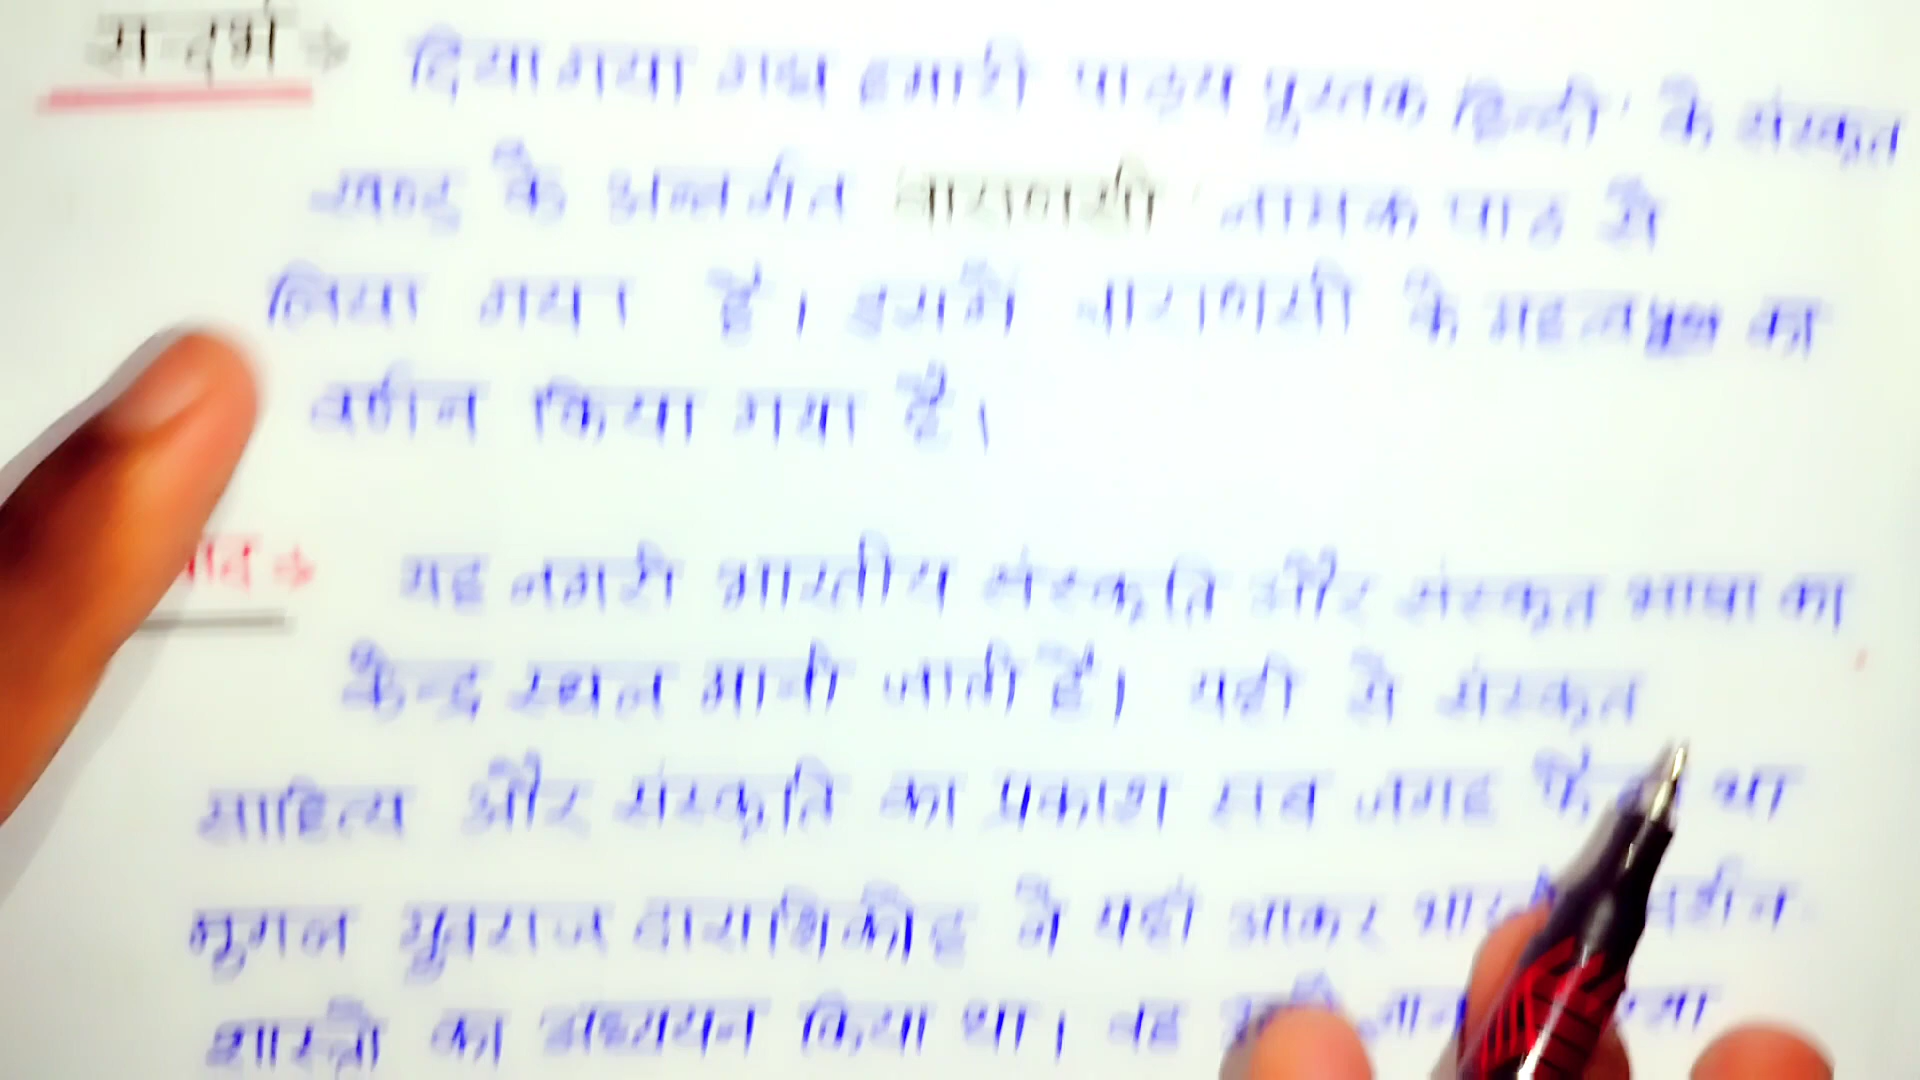 सन्दर्भ → दिया गया गद्य हमारी पाठ्य पुस्तक हिन्दी' के संस्कृत
खण्ड के अन्तर्गत वाराणसी' नामक पाठ से
लिया गया है। इसमें वाराणसी के महत्व का
वर्णन किया गया है।
यह नगरी भारतीय संस्कृति और संस्कृत भाषा का
केन्द्र स्थल मानी जाती है। यहीं से संस्कृत
साहित्य और संस्कृति का प्रकाश सब जगह था
मुगल युवराज दाराशिकोह ने यहां आकर
शास्त्रों का अध्ययन किया था। वह